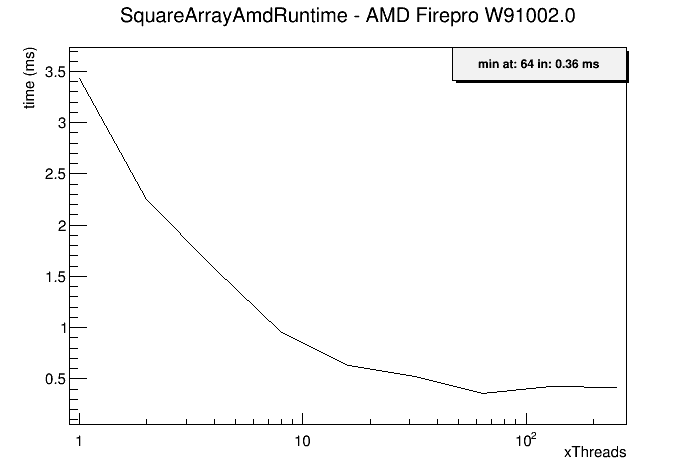 SquareArrayAmdRuntime - AMD Firepro W91002.0
min at: 64 in: 0.36 ms
time (ms)
3.5
3
2.5
2
1.5
1
0.5
1
10
10²
xThreads